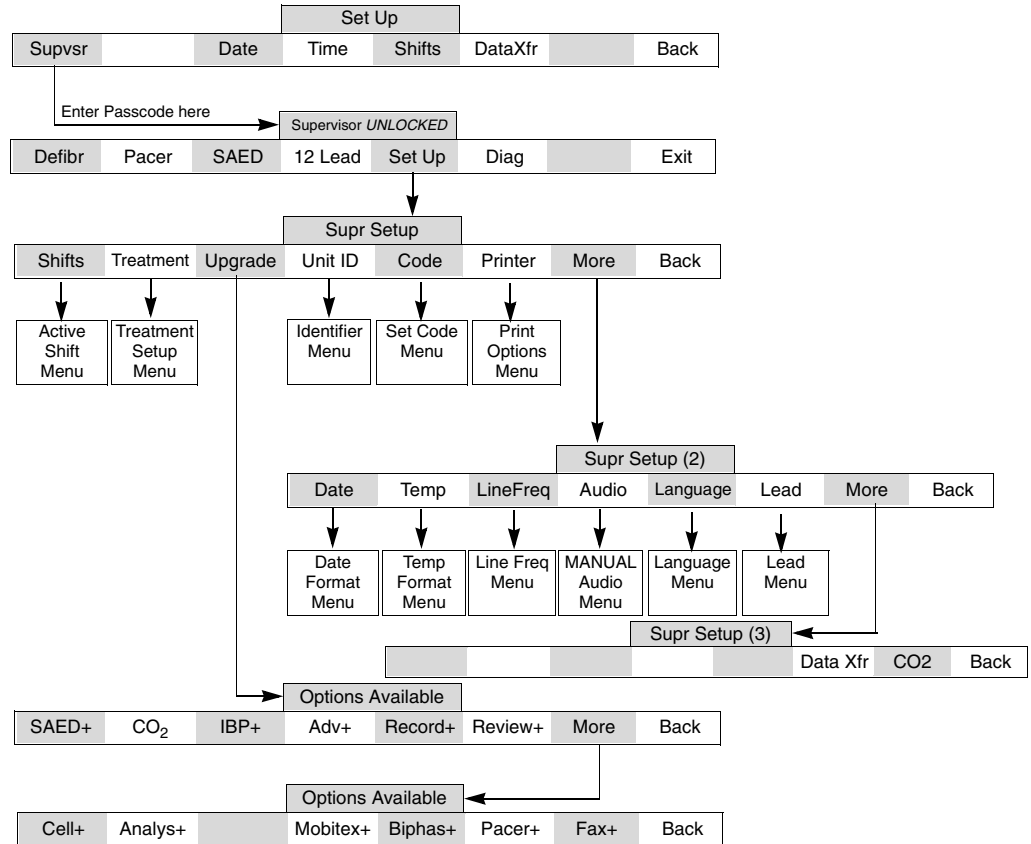 Set Up
Supvsr Date Time Shifts DataXfr Back
Enter Passcode here
Supervisor UNLOCKED
Defibr Pacer SAED 12 Lead Set Up Diag Exit
Supr Setup
Shifts Treatment Upgrade Unit ID Code Printer More Back
Active
Shift
Menu
Treatment
Setup
Menu
Identifier
Menu
Set Code
Menu
Print
Options
Menu
Supr Setup (2)
Date Temp LineFreq Audio Language Lead More Back
Date
Format
Menu
Temp
Format
Menu
Line Freq
Menu
MANUAL
Audio
Menu
Language
Menu
Lead
Menu
Supr Setup (3)
Data Xfr CO2 Back
Options Available
SAED+ CO2 IBP+ Adv+ Record+ Review+ More Back
Options Available
Cell+ Analys+ Mobitex+ Biphas+ Pacer+ Fax+ Back